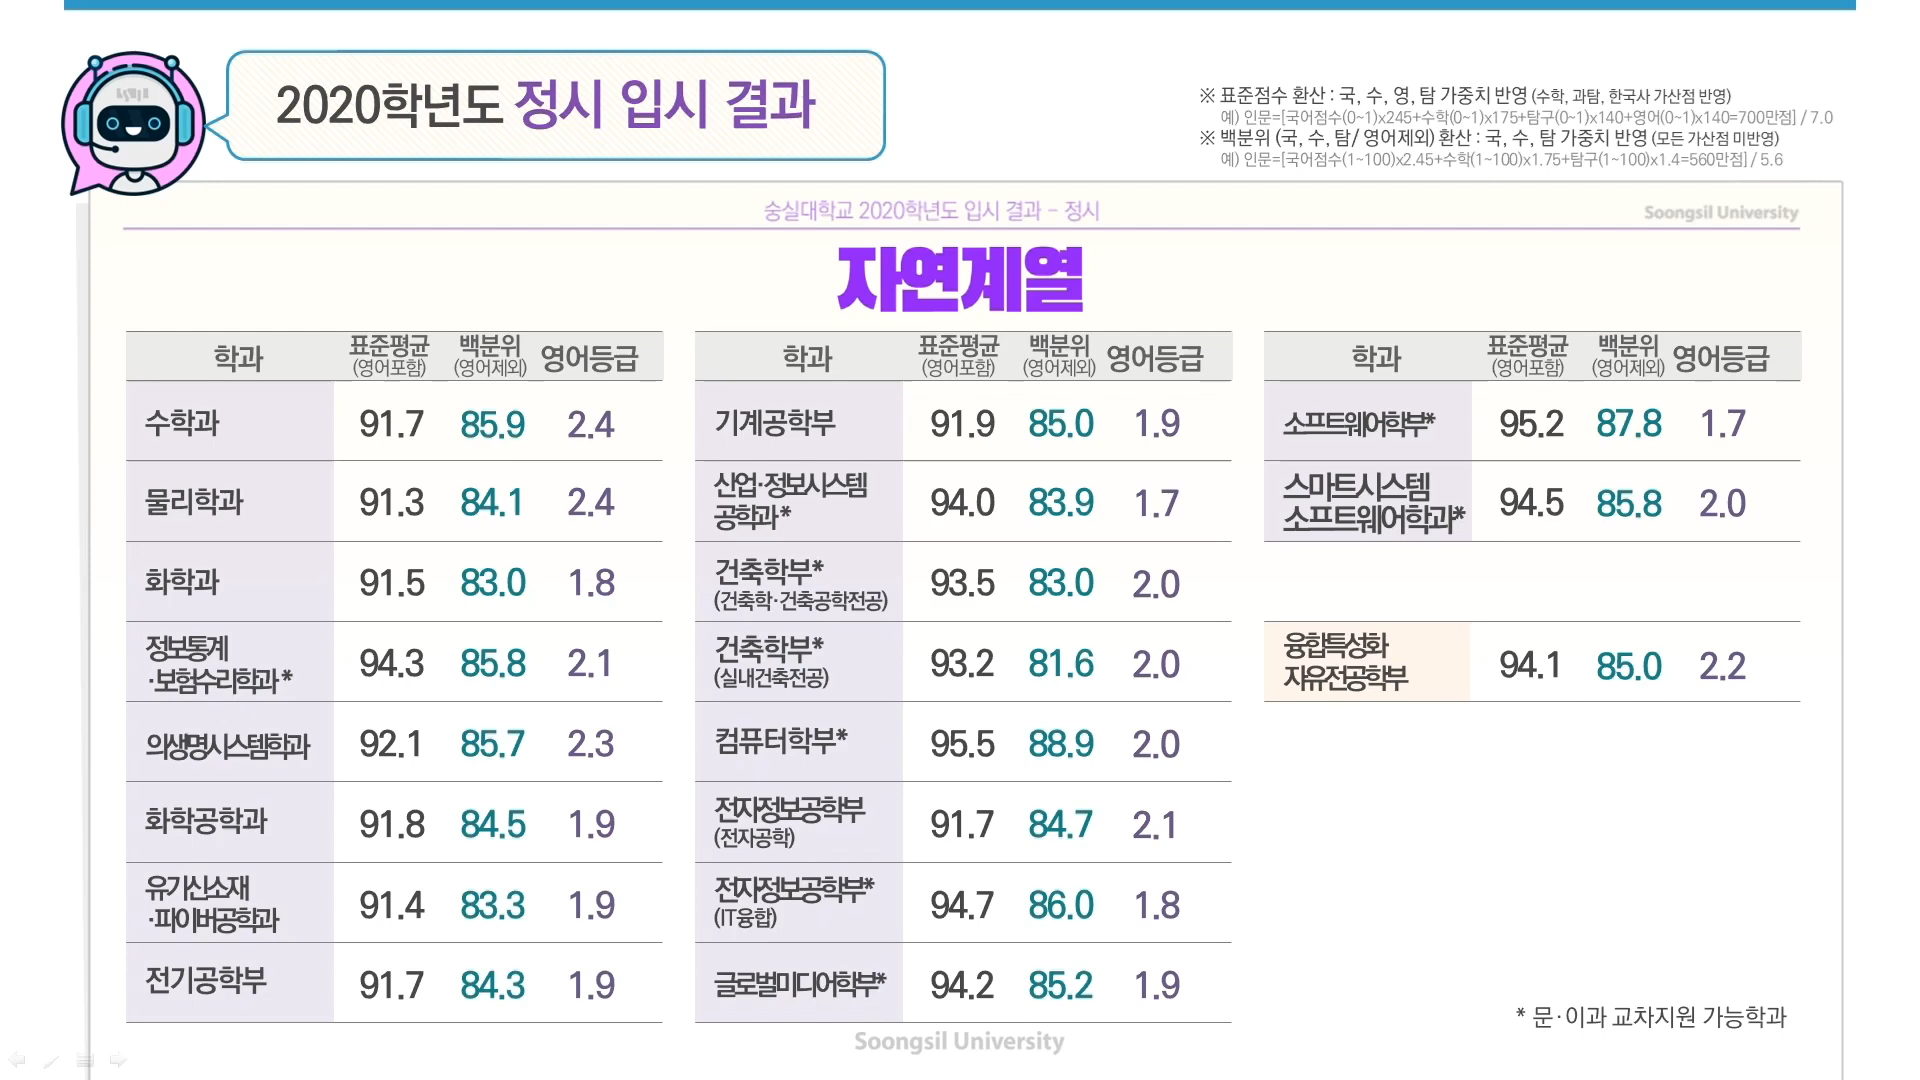 2020학년도 정시 입시 결과
※ 표준점수 환산 : 국, 수, 영, 탐 가중치 반영 (수학, 과탐, 한국사 가산점 반영)
예) 인문=[국어점수(0~1)x245+수학(0~1)x175+탐구(0~1)x140+영어(0~1)x140=700만점] / 7.0
※ 백분위 (국, 수, 탐/ 영어제외) 환산 : 국, 수, 탐 가중치 반영 (모든 가산점 미반영)
예) 인문=[국어점수(1~100)x2.45+수학(1~100)x1.75+탐구(1~100)x1.4=560만점] / 5.6
숭실대학교 2020학년도 입시 결과 – 정시
Soongsil University
자연계열
학과 표준평균 (영어포함) 백분위 (영어제외) 영어등급
수학과 91.7 85.9 2.4
물리학과 91.3 84.1 2.4
화학과 91.5 83.0 1.8
정보통계
·보험수리학과* 94.3 85.8 2.1
의생명시스템학과 92.1 85.7 2.3
화학공학과 91.8 84.5 1.9
유기신소재
·파이버공학과 91.4 83.3 1.9
전기공학부 91.7 84.3 1.9
학과 표준평균 (영어포함) 백분위 (영어제외) 영어등급
기계공학부 91.9 85.0 1.9
산업·정보시스템
공학과* 94.0 83.9 1.7
건축학부*
(건축학·건축공학전공) 93.5 83.0 2.0
건축학부*
(실내건축전공) 93.2 81.6 2.0
컴퓨터학부* 95.5 88.9 2.0
전자정보공학부
(전자공학) 91.7 84.7 2.1
전자정보공학부*
(IT융합) 94.7 86.0 1.8
글로벌미디어학부* 94.2 85.2 1.9
학과 표준평균 (영어포함) 백분위 (영어제외) 영어등급
소프트웨어학부* 95.2 87.8 1.7
스마트시스템
소프트웨어학과* 94.5 85.8 2.0
융합특성화
자유전공학부 94.1 85.0 2.2
* 문·이과 교차지원 가능학과
Soongsil University